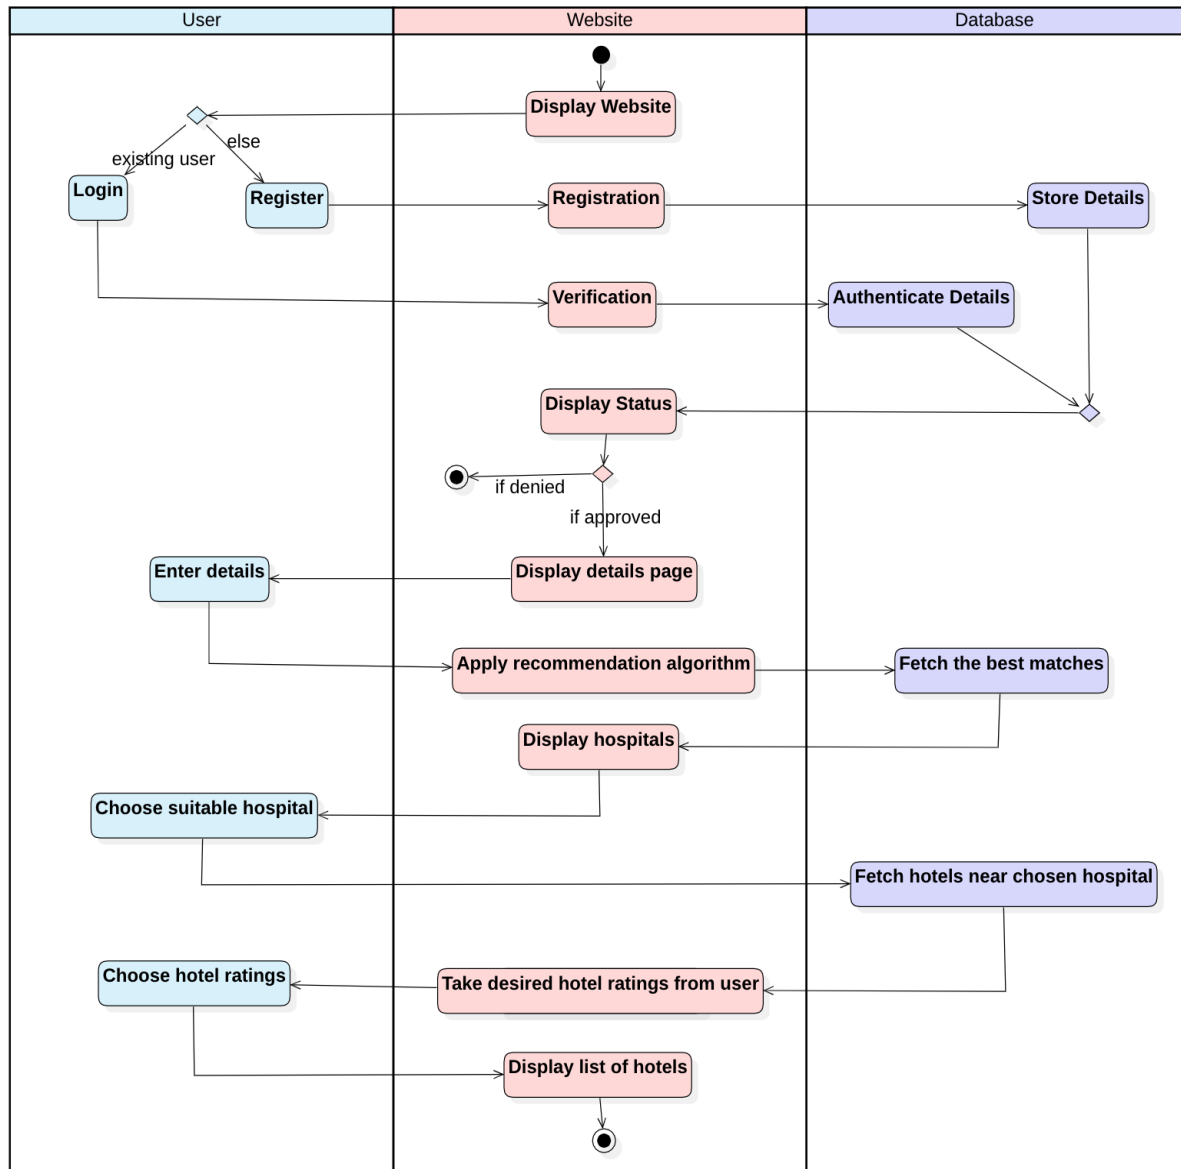 User
Website
Database
Display Website
else
existing user
Login
Register
Registration
Store Details
Verification
Authenticate Details
Display Status
if denied
if approved
Enter details
Display details page
Apply recommendation algorithm
Fetch the best matches
Display hospitals
Choose suitable hospital
Fetch hotels near chosen hospital
Choose hotel ratings
Take desired hotel ratings from user
Display list of hotels